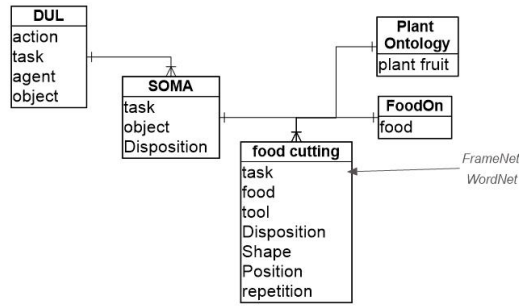 DUL
action
task
agent
object
SOMA
task
object
Disposition
Plant
Ontology
plant fruit
FoodOn
food
food cutting
task
food
tool
Disposition
Shape
Position
repetition
FrameNet
WordNet